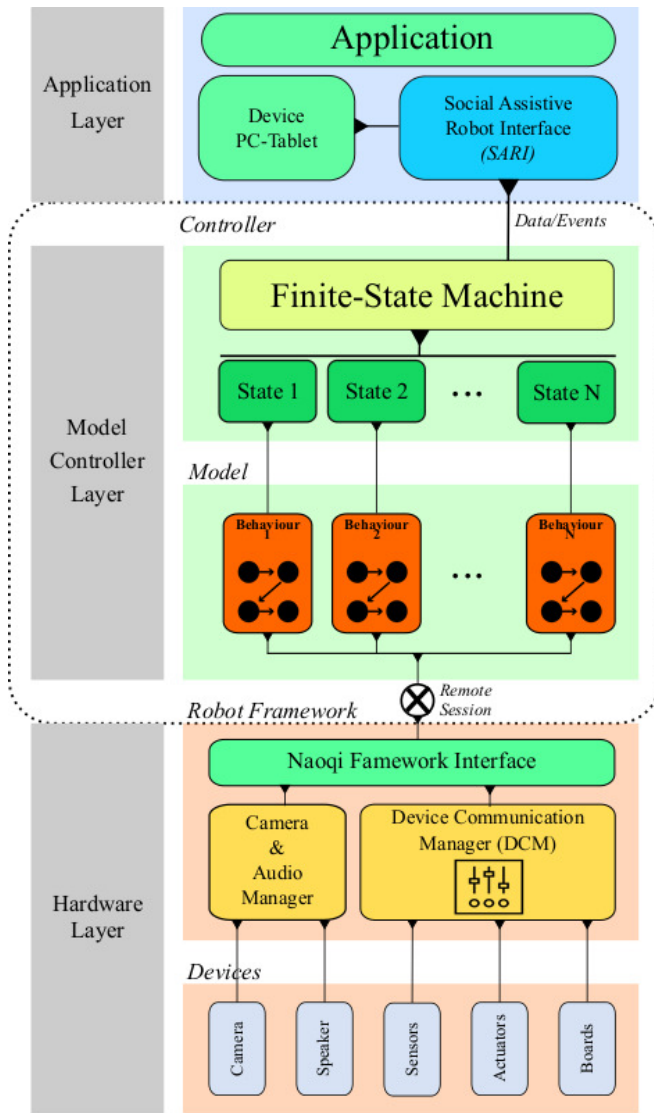 Application
Layer
Application
Device
PC-Tablet
Social Assistive
Robot Interface
(SARI)
Data/Events
Controller
Model
Controller
Layer
Finite-State Machine
State 1
State 2
...
State N
Model
Behaviour
1
Behaviour
2
...
Behaviour
N
Remote
Session
Robot Framework
Hardware
Layer
Naoqi Famework Interface
Camera
&
Audio
Manager
Device Communication
Manager (DCM)
Devices
Camera
Speaker
Sensors
Actuators
Boards